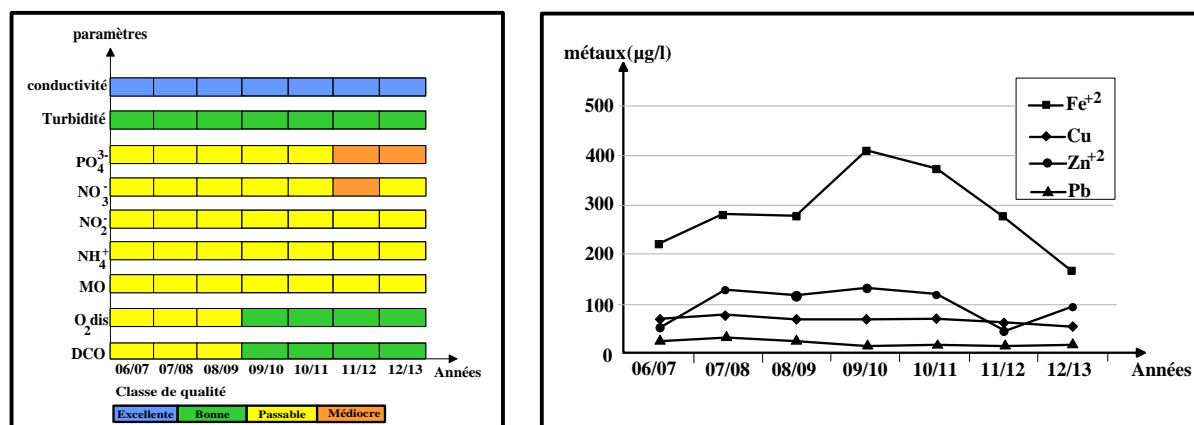 paramètres
conductivité
Turbidité
PO₄³⁻
NO₃⁻
NO₂⁻
NH₄⁺
MO
O₂dis
DCO
06/07 07/08 08/09 09/10 10/11 11/12 12/13 Années
Classe de qualité
Excellente Bonne Passable Médiocre
métaux(µg/l)
500
400
300
200
100
0
06/07 07/08 08/09 09/10 10/11 11/12 12/13 Années
Fe⁺²
Cu
Zn⁺²
Pb